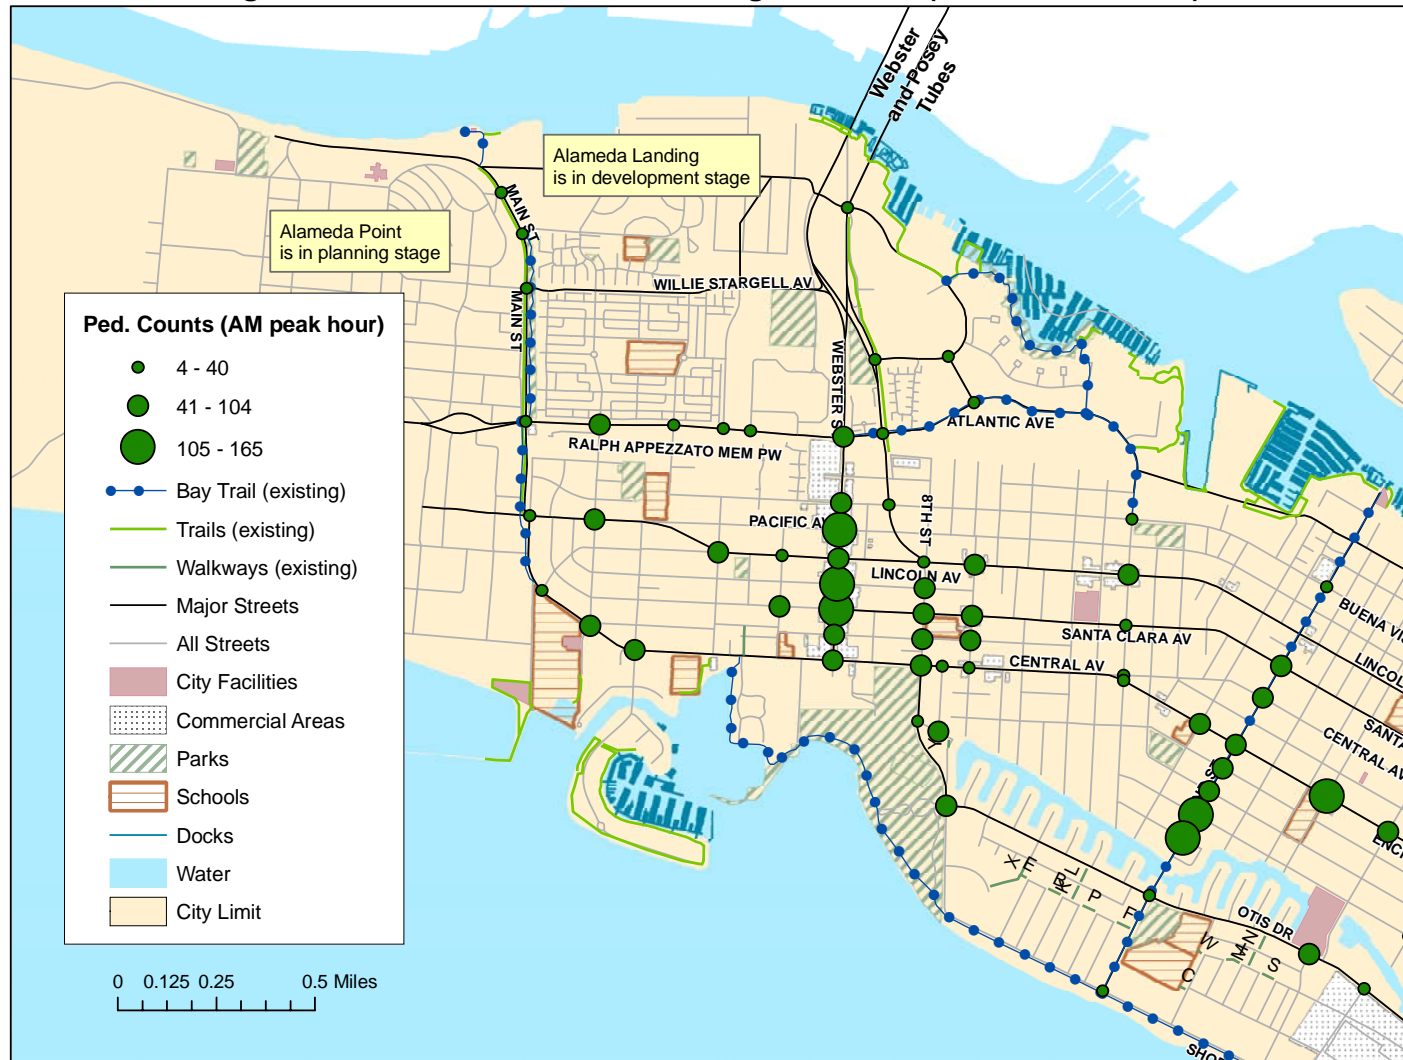 Webster
and Posey
Tubes
Alameda Landing
is in development stage
MAIN ST
Alameda Point
is in planning stage
WILLIE STARGELL AV
MAIN ST
WEBSTER S
Ped. Counts (AM peak hour)
4 - 40
41 - 104
105 - 165
Bay Trail (existing)
Trails (existing)
Walkways (existing)
Major Streets
All Streets
City Facilities
Commercial Areas
Parks
Schools
Docks
Water
City Limit
0 0.125 0.25 0.5 Miles
RALPH APPEZZATO MEM PW
ATLANTIC AVE
8TH ST
PACIFIC AV
LINCOLN AV
SANTA CLARA AV
CENTRAL AV
BUENA VIS
LINCOL
SANTA
CENTRAL AV
ENCI
X
E
B
K
L
P
F
OTIS DR
W
M
N
S
C
SHO